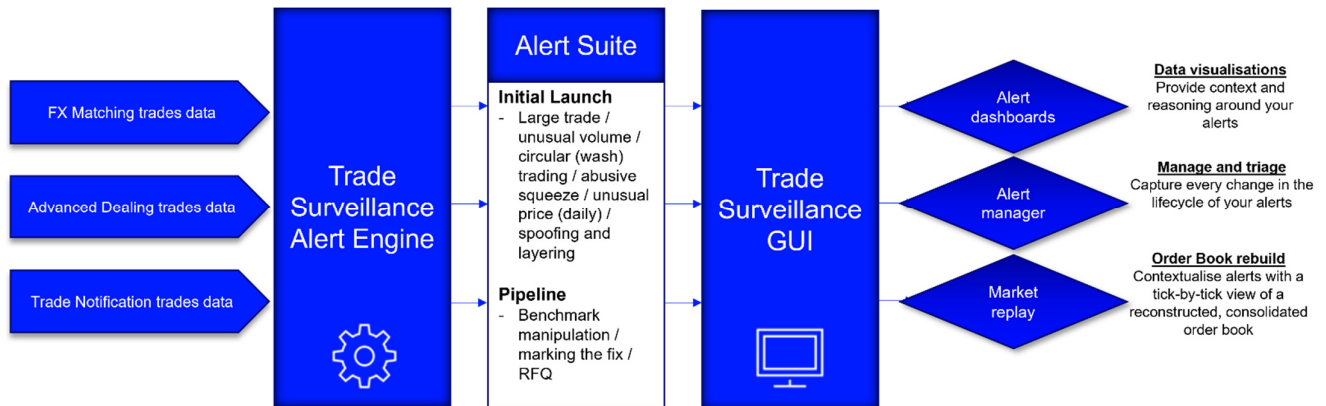 FX Matching trades data
Advanced Dealing trades data
Trade Notification trades data
Trade
Surveillance
Alert Engine
Alert Suite
Initial Launch
- Large trade /
unusual volume /
circular (wash)
trading / abusive
squeeze / unusual
price (daily) /
spoofing and
layering
Pipeline
- Benchmark
manipulation /
marking the fix /
RFQ
Trade
Surveillance
GUI
Alert
dashboards
Data visualisations
Provide context and
reasoning around your
alerts
Alert
manager
Manage and triage
Capture every change in the
lifecycle of your alerts
Market
replay
Order Book rebuild
Contextualise alerts with a
tick-by-tick view of a
reconstructed, consolidated
order book